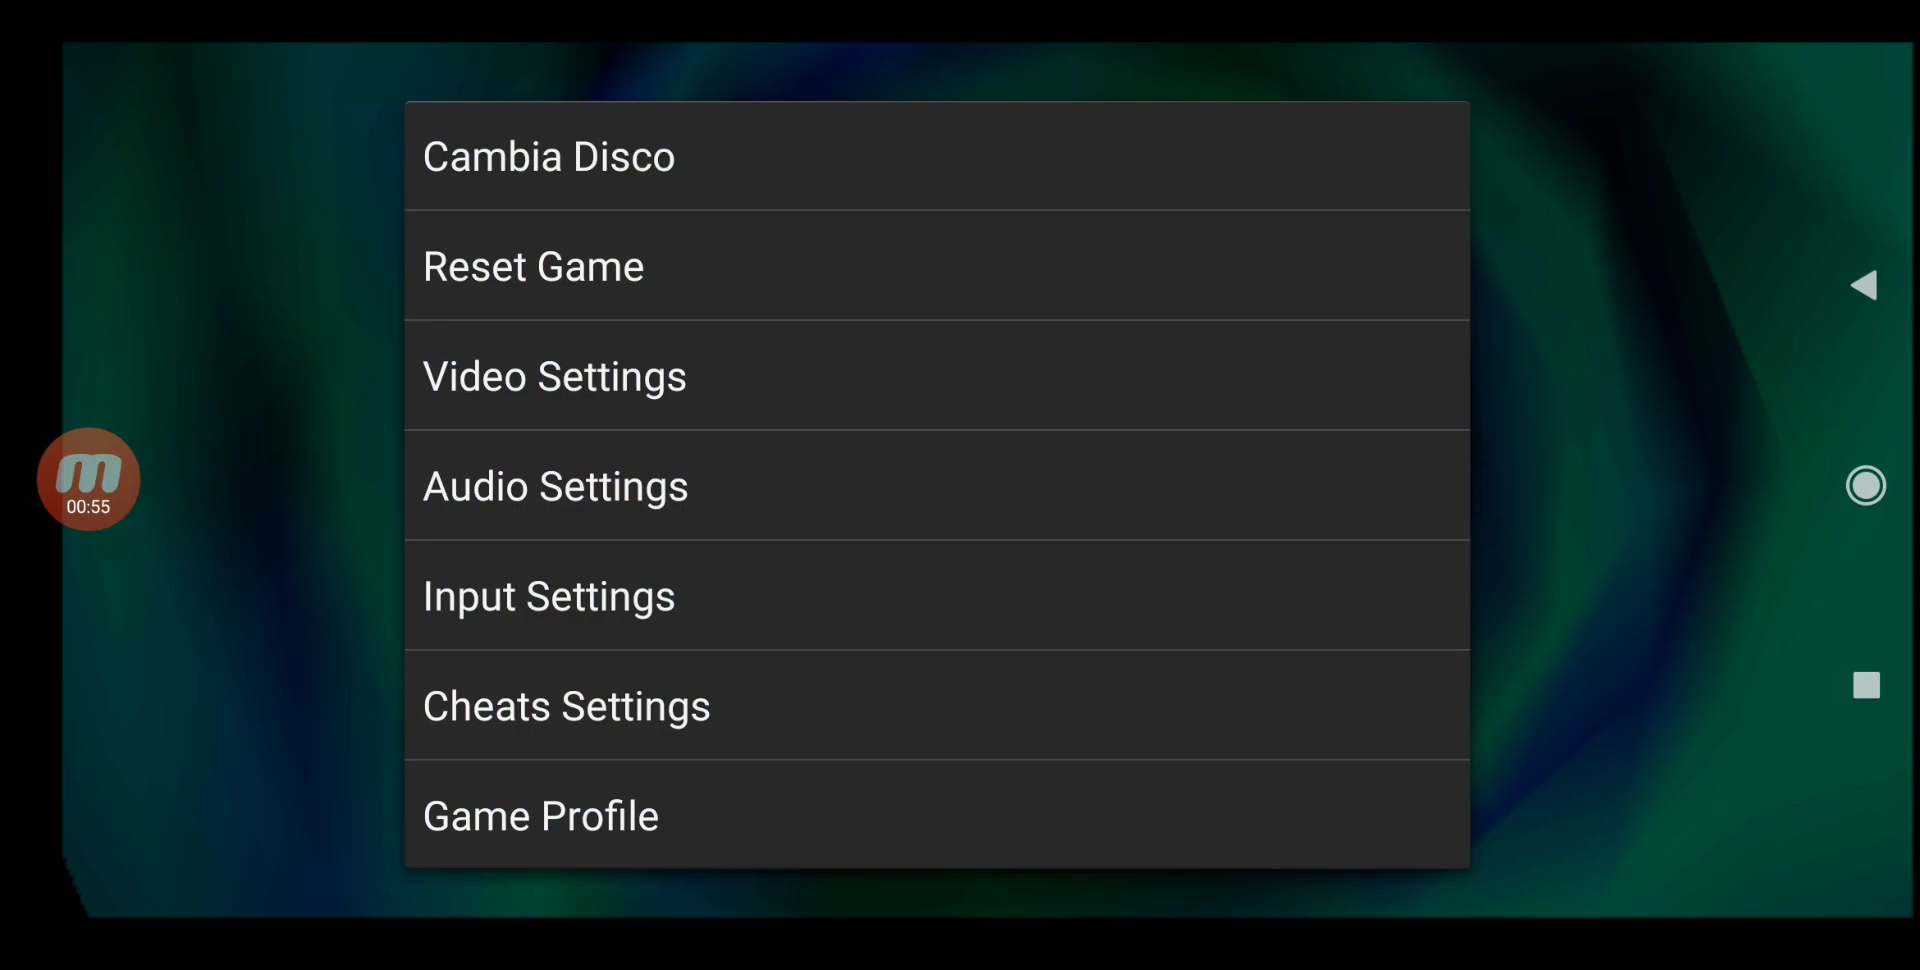 Cambia Disco
Reset Game
Video Settings
Audio Settings
m
00:55
Input Settings
Cheats Settings
Game Profile